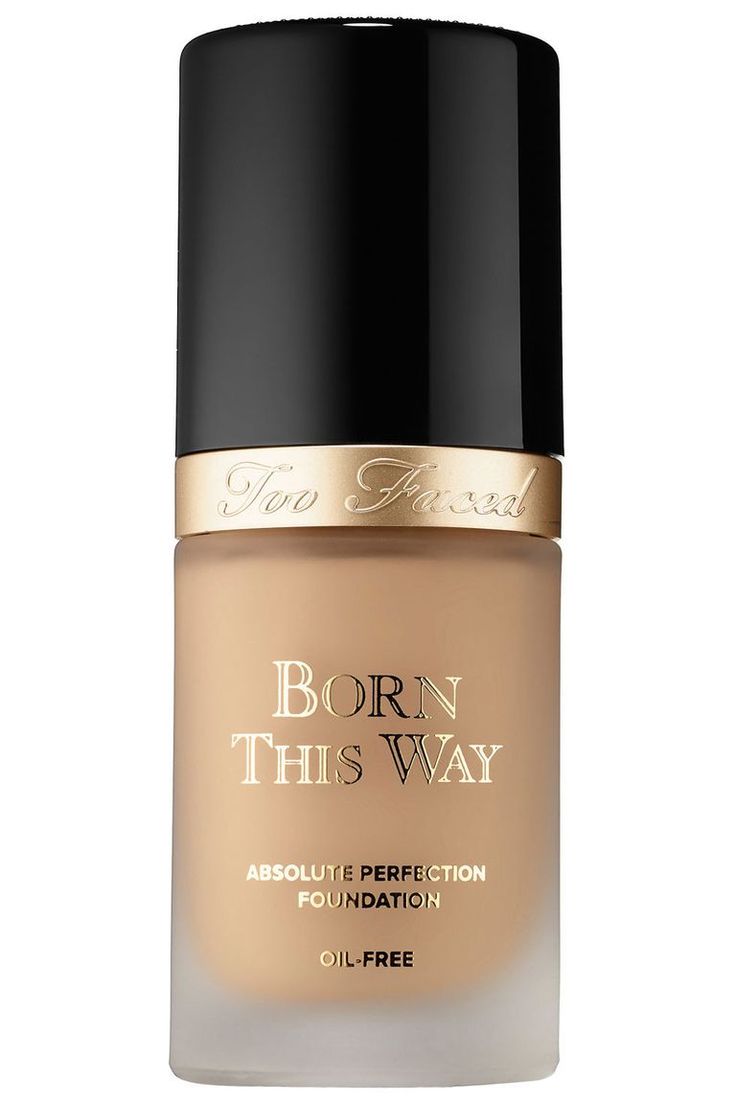 Too Faced
BORN
THIS WAY
ABSOLUTE PERFECTION
FOUNDATION
OIL-FREE